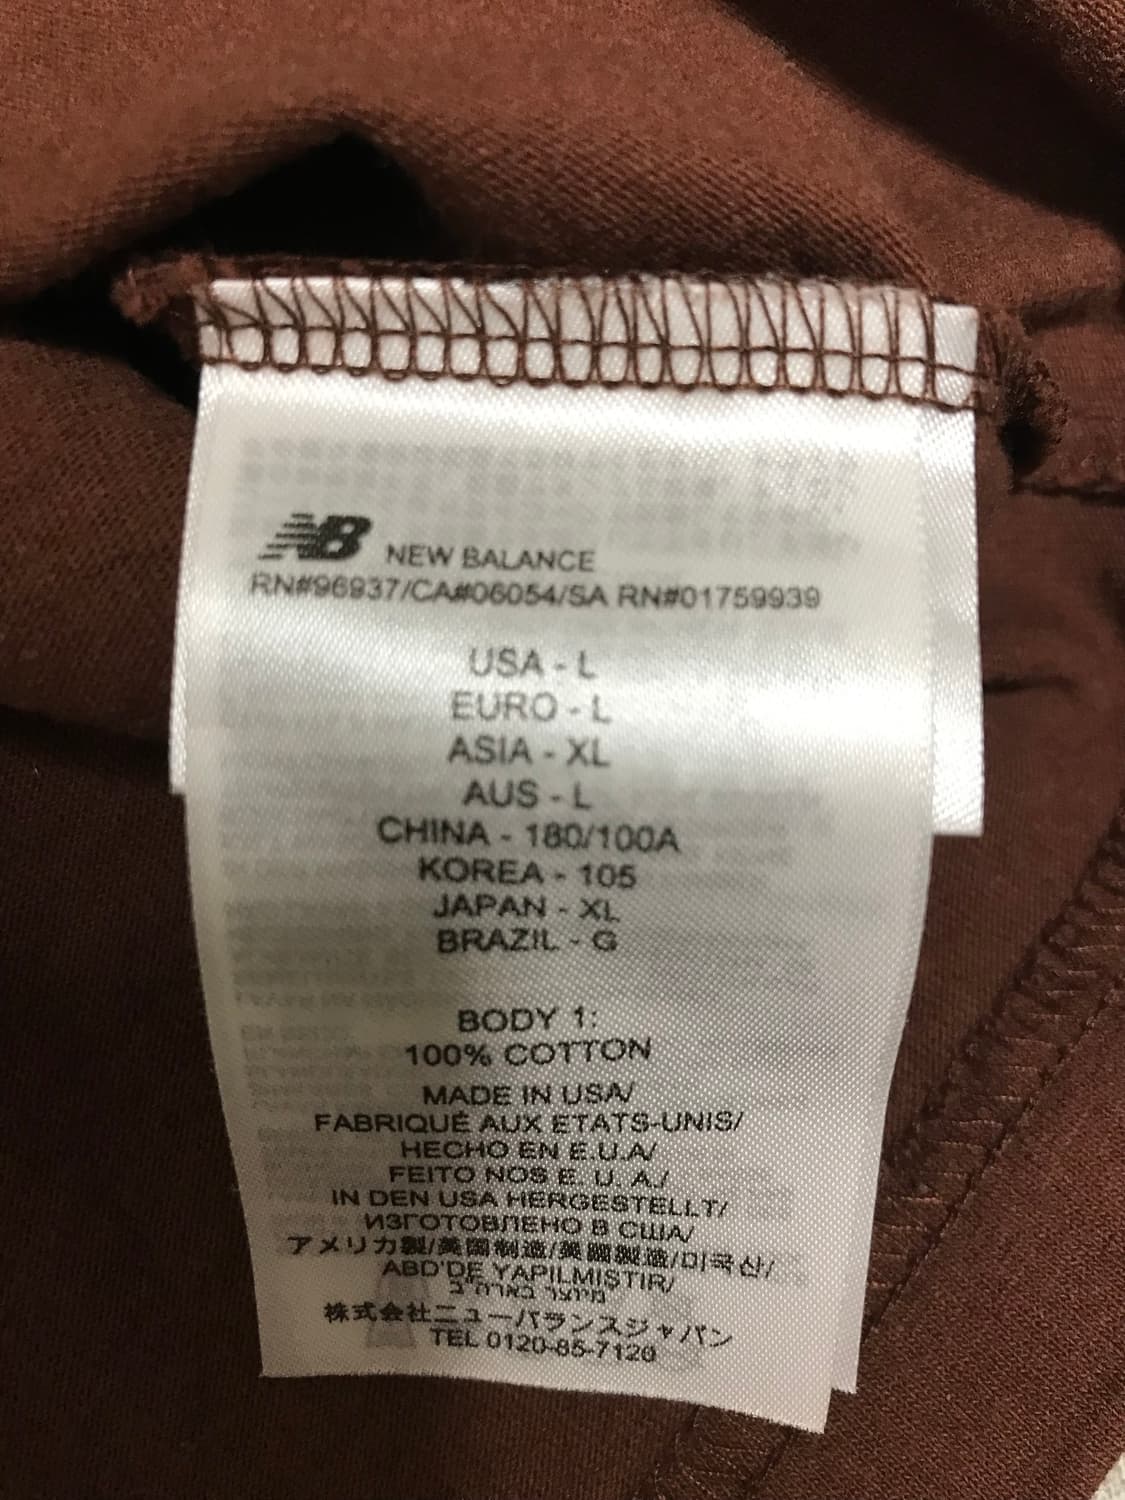 NB NEW BALANCE
RN#96937/CA#06054/SA RN#01759939
USA - L
EURO - L
ASIA - XL
AUS - L
CHINA - 180/100A
KOREA - 105
JAPAN - XL
BRAZIL - G
BODY 1:
100% COTTON
MADE IN USA/
FABRIQUÉ AUX ETATS-UNIS/
HECHO EN E.U.A/
FEITO NOS E. U. A./
IN DEN USA HERGESTELLT/
ИЗГОТОВЛЕНО В США/
アメリカ製/美国制造/美國製造/미국산/
ABD'DE YAPILMISTIR/
מיוצר בארה"ב
株式会社ニューバランスジャパン
TEL 0120-85-7120